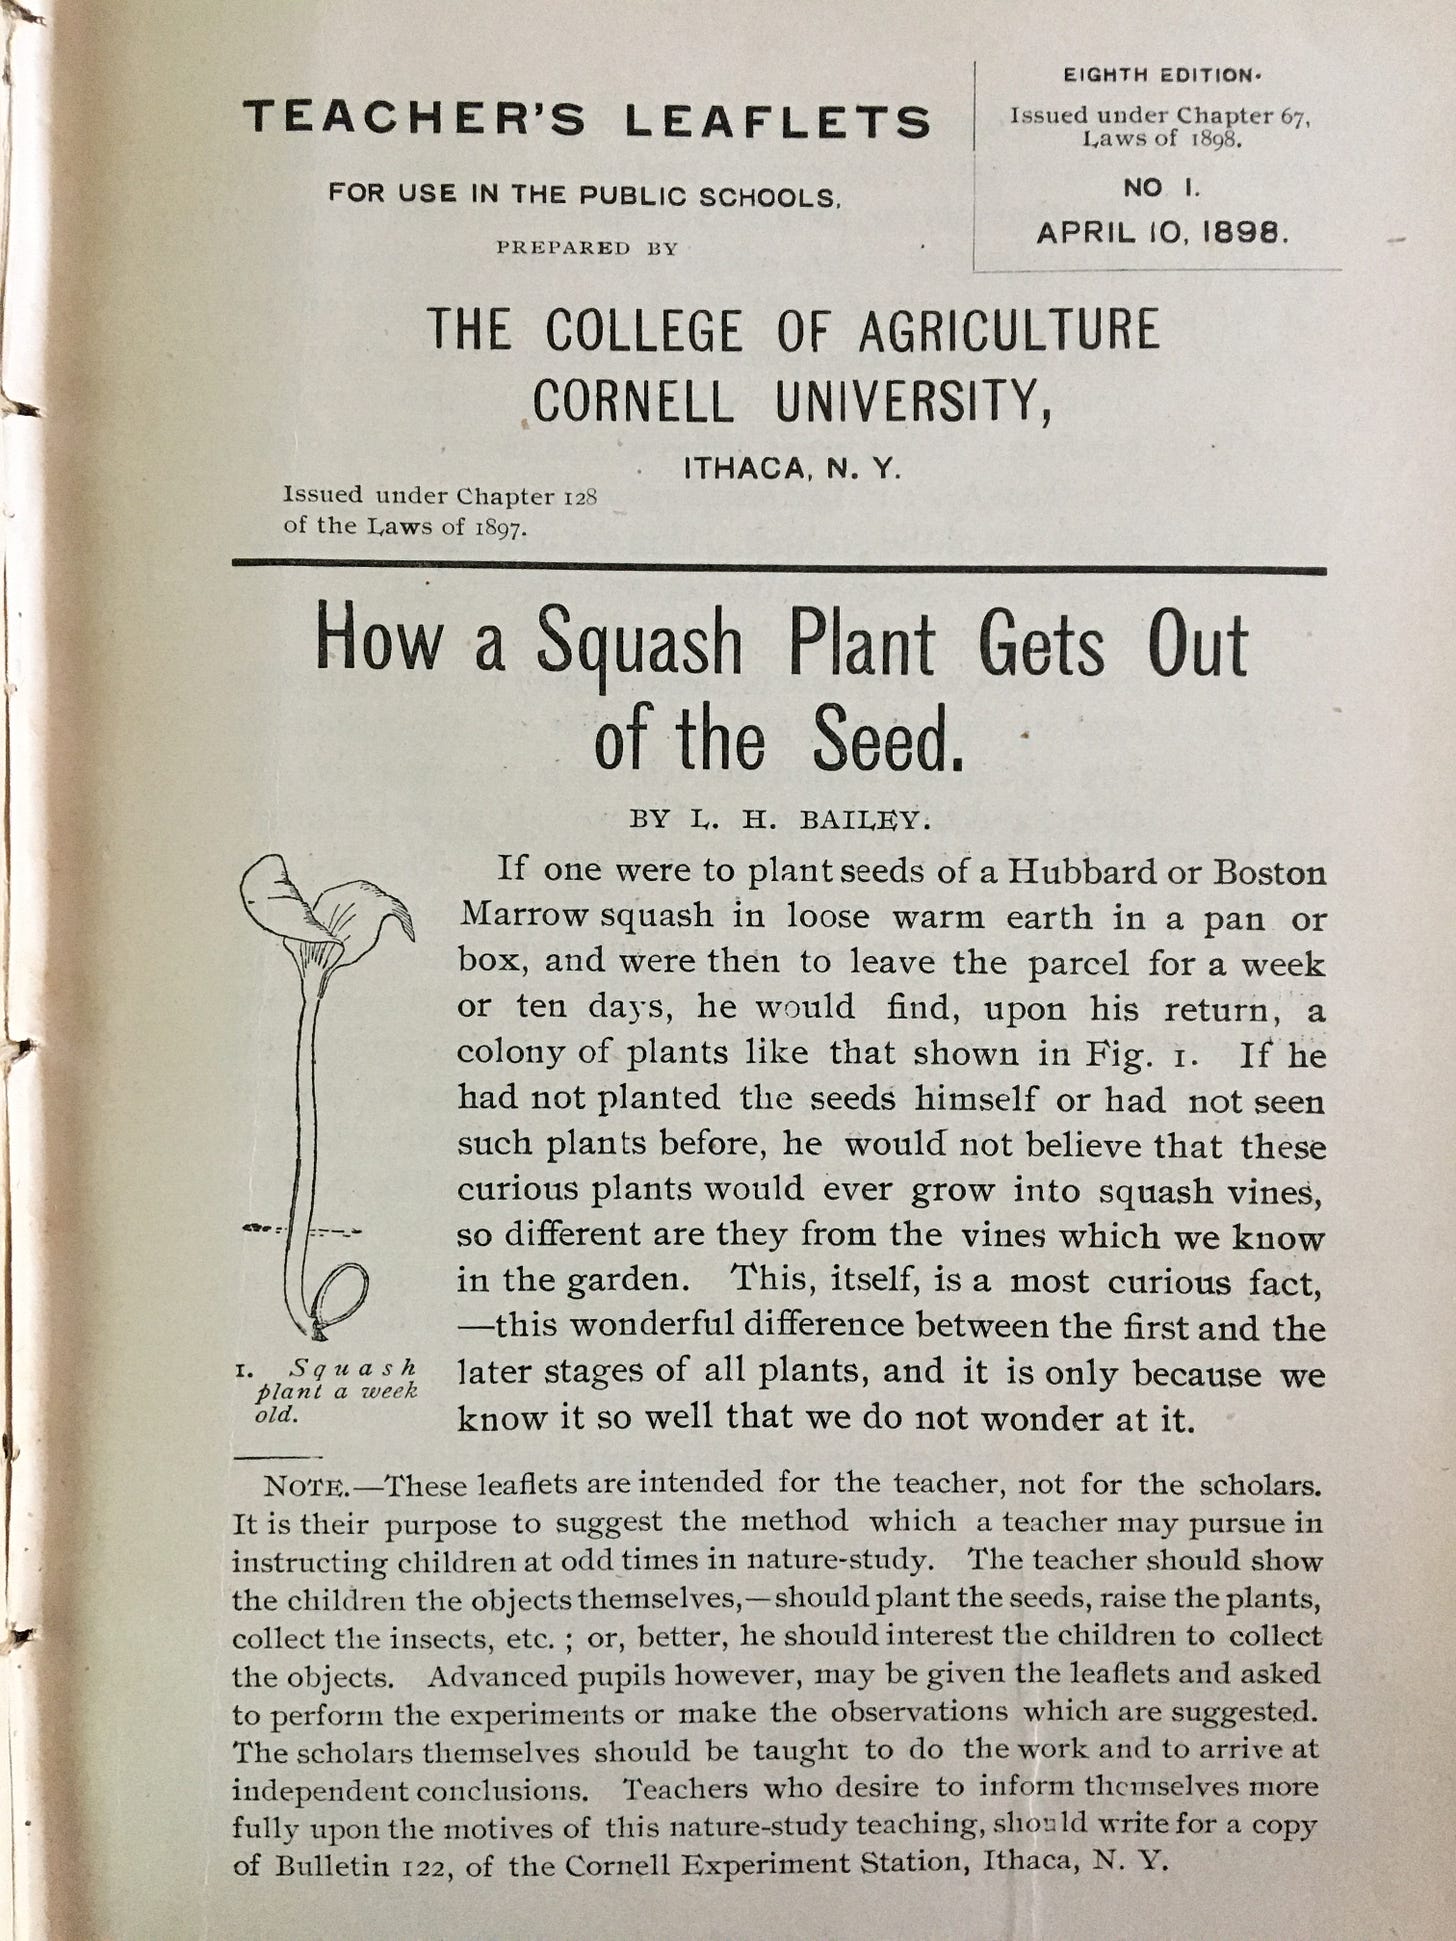 EIGHTH EDITION.
Issued under Chapter 67,
Laws of 1898.
TEACHER'S LEAFLETS
NO 1.
FOR USE IN THE PUBLIC SCHOOLS,
APRIL 10, 1898.
PREPARED BY
THE COLLEGE OF AGRICULTURE
CORNELL UNIVERSITY,
ITHACA, N. Y.
Issued under Chapter 128
of the Laws of 1897.
How a Squash Plant Gets Out
of the Seed.
BY L. H. BAILEY.
If one were to plant seeds of a Hubbard or Boston
Marrow squash in loose warm earth in a pan or
box, and were then to leave the parcel for a week
or ten days, he would find, upon his return, a
colony of plants like that shown in Fig. 1. If he
had not planted the seeds himself or had not seen
such plants before, he would not believe that these
curious plants would ever grow into squash vines,
so different are they from the vines which we know
in the garden. This, itself, is a most curious fact,
—this wonderful difference between the first and the
later stages of all plants, and it is only because we
know it so well that we do not wonder at it.
1. Squash
plant a week
old.
NOTE.—These leaflets are intended for the teacher, not for the scholars.
It is their purpose to suggest the method which a teacher may pursue in
instructing children at odd times in nature-study. The teacher should show
the children the objects themselves,—should plant the seeds, raise the plants,
collect the insects, etc. ; or, better, he should interest the children to collect
the objects. Advanced pupils however, may be given the leaflets and asked
to perform the experiments or make the observations which are suggested.
The scholars themselves should be taught to do the work and to arrive at
independent conclusions. Teachers who desire to inform themselves more
fully upon the motives of this nature-study teaching, should write for a copy
of Bulletin 122, of the Cornell Experiment Station, Ithaca, N. Y.